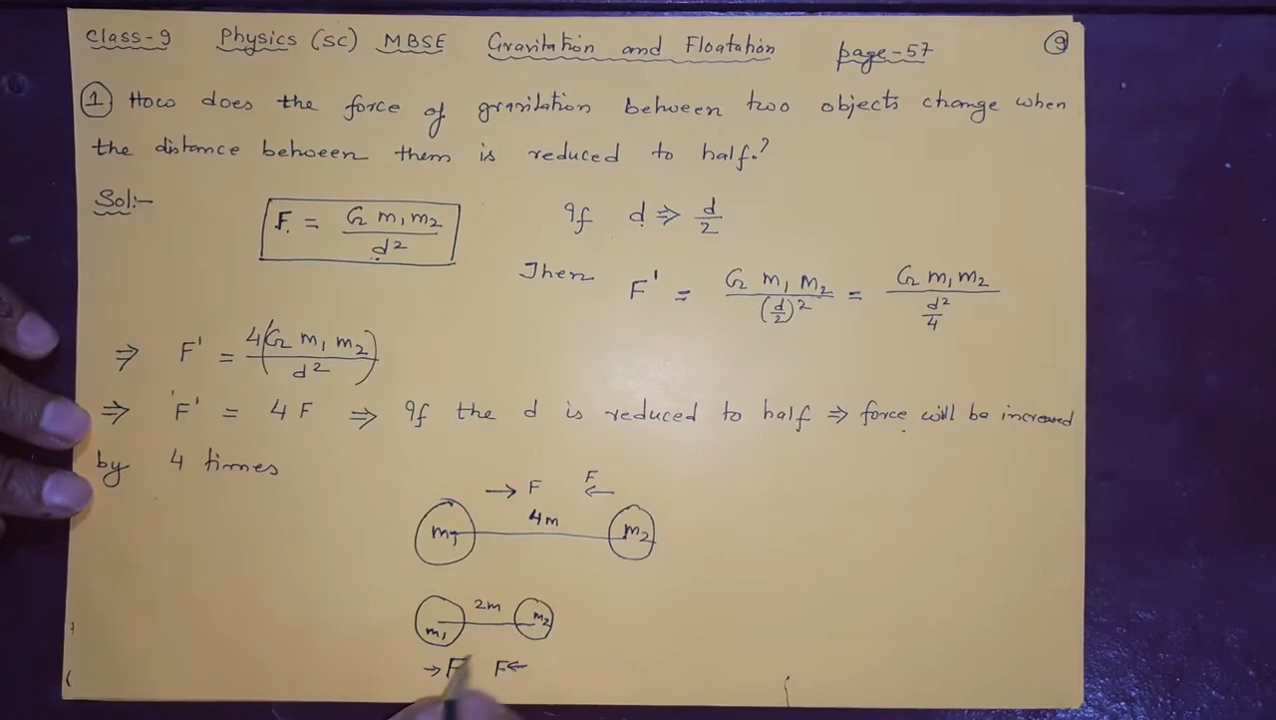 class-9 Physics (sc) MBSE Gravitation and Floatation page-57 9
1 How does the force of gravitation between two objects change when
the distance between them is reduced to half.?
Sol:-
F = G m₁ m₂ / d²
If d ⇒ d/2
Then F' = G m₁ m₂ / (d/2)² = G m₁ m₂ / d²/4
⇒ F' = 4(G m₁ m₂ / d²)
⇒ F' = 4 F ⇒ If the d is reduced to half ⇒ force will be increased
by 4 times
→ F F ←
m₁ 4m m₂
m₁ 2m m₂
→ F F ←